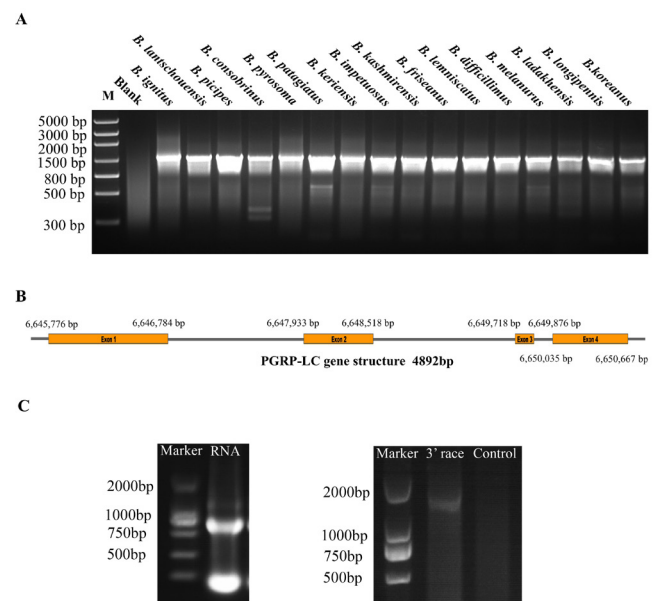 A
M
Blank
B. ignitus
B. lantschouensis
B. picipes
B. consobrinus
B. pyrosoma
B. patagiatus
B. keriensis
B. impetuosus
B. kashmirensis
B. friseanus
B. lemniscatus
B. difficillimus
B. melanurus
B. ladakhensis
B. longipennis
B.koreanus
5000 bp
3000 bp
2000 bp
1500 bp
800 bp
500 bp
300 bp
B
6,645,776 bp 6,646,784 bp 6,647,933 bp 6,648,518 bp 6,649,718 bp 6,649,876 bp
Exon 1 Exon 2 Exon 3 Exon 4
PGRP-LC gene structure 4892bp
6,650,035 bp 6,650,667 bp
C
Marker RNA
2000bp
1000bp
750bp
500bp
Marker 3' race Control
2000bp
1000bp
750bp
500bp